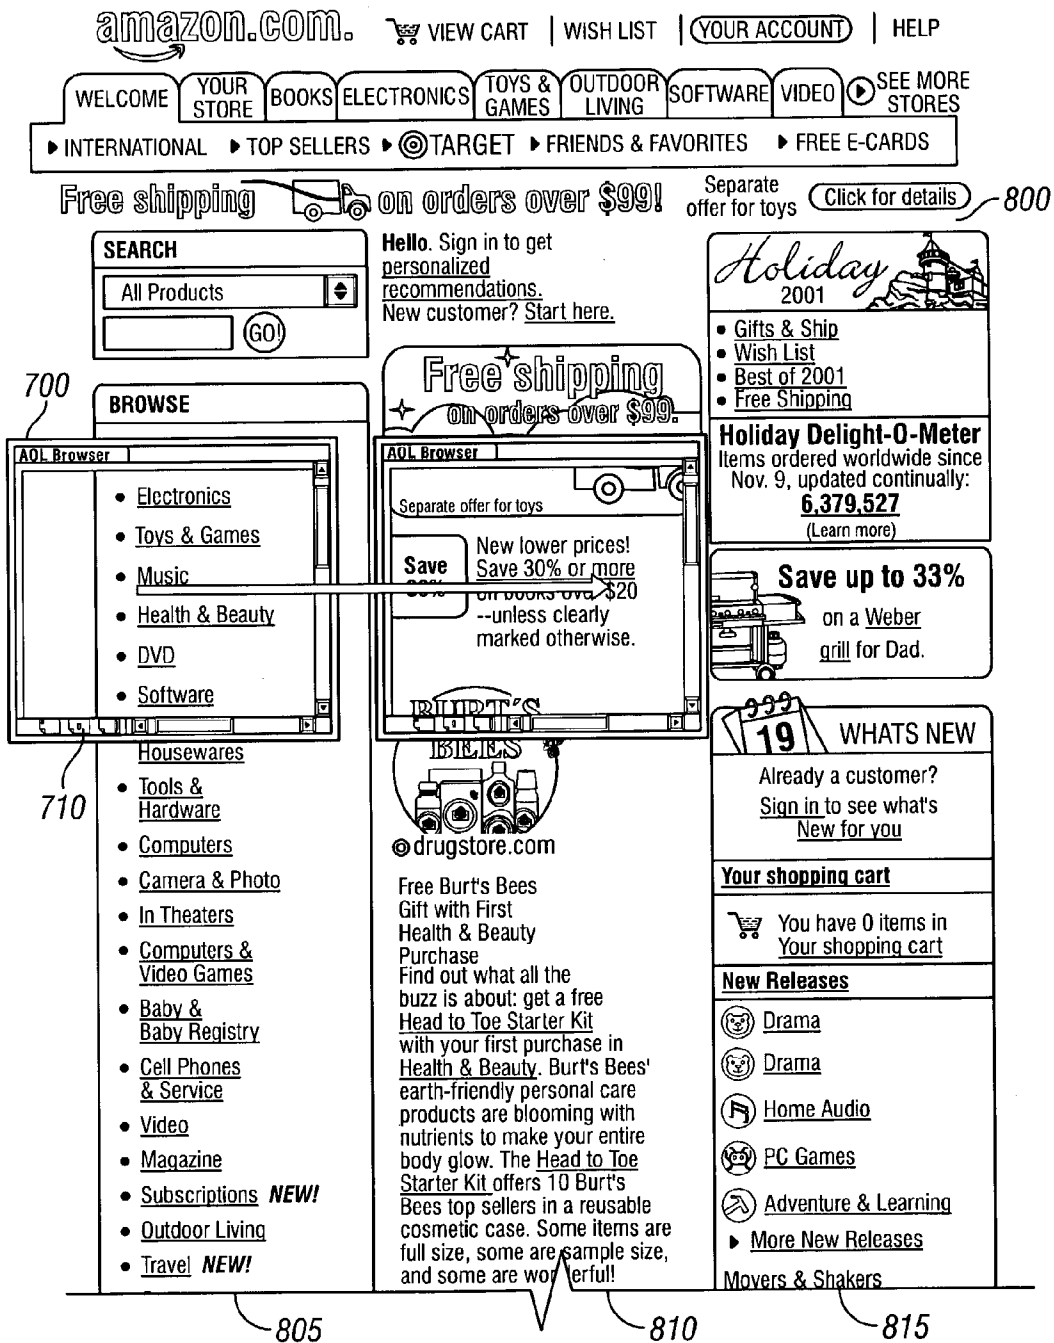 amazon.com.
VIEW CART | WISH LIST | YOUR ACCOUNT | HELP
WELCOME
YOUR
STORE
BOOKS
ELECTRONICS
TOYS &
GAMES
OUTDOOR
LIVING
SOFTWARE
VIDEO
SEE MORE
STORES
INTERNATIONAL
TOP SELLERS
TARGET
FRIENDS & FAVORITES
FREE E-CARDS
Free shipping on orders over $99!
Separate
offer for toys
Click for details
800
SEARCH
All Products
GO!
Hello. Sign in to get
personalized
recommendations.
New customer? Start here.
Holiday
2001
• Gifts & Ship
• Wish List
• Best of 2001
• Free Shipping
Holiday Delight-O-Meter
Items ordered worldwide since
Nov. 9, updated continually:
6,379,527
(Learn more)
700
BROWSE
AOL Browser
• Electronics
• Toys & Games
• Music
• Health & Beauty
• DVD
• Software
710
Housewares
• Tools &
Hardware
• Computers
• Camera & Photo
• In Theaters
• Computers &
Video Games
• Baby &
Baby Registry
• Cell Phones
& Service
• Video
• Magazine
• Subscriptions NEW!
• Outdoor Living
• Travel NEW!
805
Free shipping
on orders over $99.
AOL Browser
Separate offer for toys
Save
New lower prices!
Save 30% or more
on books over $20
--unless clearly
marked otherwise.
BURT'S
BEES
drugstore.com
Free Burt's Bees
Gift with First
Health & Beauty
Purchase
Find out what all the
buzz is about: get a free
Head to Toe Starter Kit
with your first purchase in
Health & Beauty. Burt's Bees'
earth-friendly personal care
products are blooming with
nutrients to make your entire
body glow. The Head to Toe
Starter Kit offers 10 Burt's
Bees top sellers in a reusable
cosmetic case. Some items are
full size, some are sample size,
and some are wonderful!
810
Save up to 33%
on a Weber
grill for Dad.
19
WHATS NEW
Already a customer?
Sign in to see what's
New for you
Your shopping cart
You have 0 items in
Your shopping cart
New Releases
Drama
Drama
Home Audio
PC Games
Adventure & Learning
More New Releases
Movers & Shakers
815